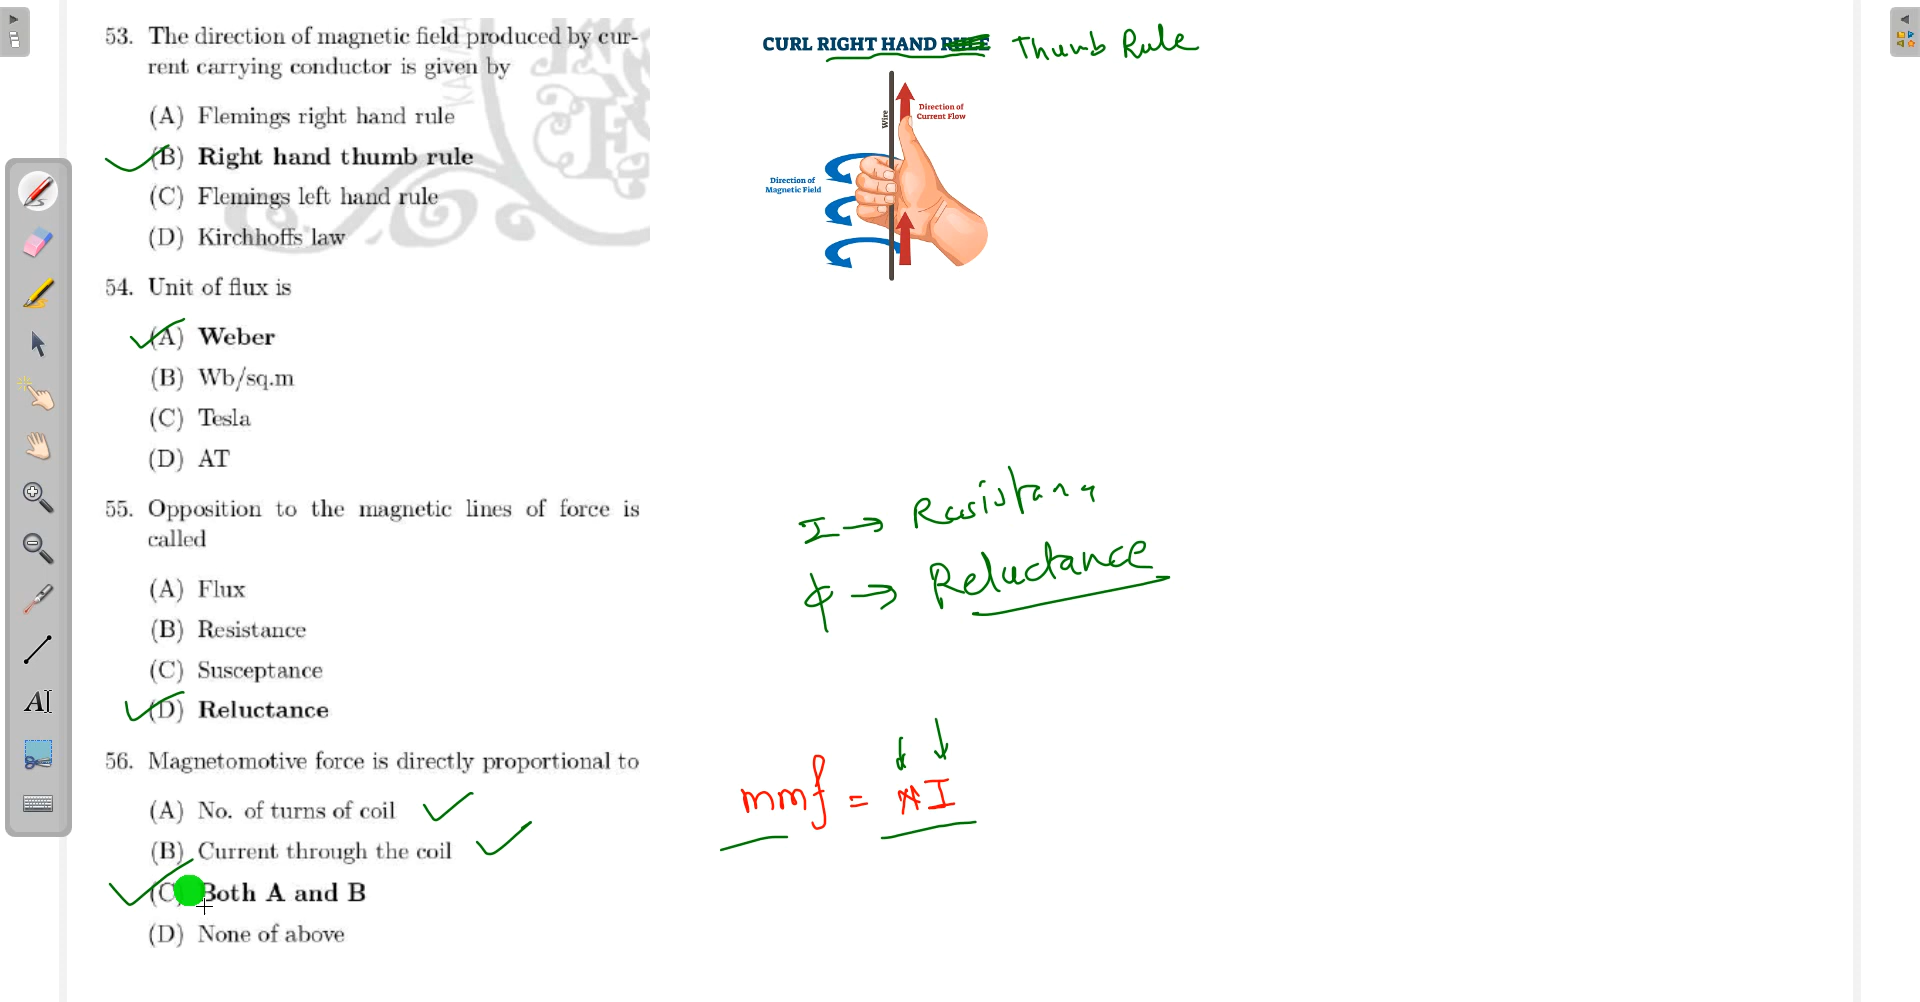 53. The direction of magnetic field produced by cur-
rent carrying conductor is given by
(A) Flemings right hand rule
(B) Right hand thumb rule
(C) Flemings left hand rule
(D) Kirchhoffs law
54. Unit of flux is
(A) Weber
(B) Wb/sq.m
(C) Tesla
(D) AT
55. Opposition to the magnetic lines of force is
called
(A) Flux
(B) Resistance
(C) Susceptance
(D) Reluctance
56. Magnetomotive force is directly proportional to
(A) No. of turns of coil
(B) Current through the coil
(C) Both A and B
(D) None of above
CURL RIGHT HAND RULE Thumb Rule
Wire
Direction of
Current Flow
Direction of
Magnetic Field
I →
ϕ → Reluctance
mmf = NI
AI